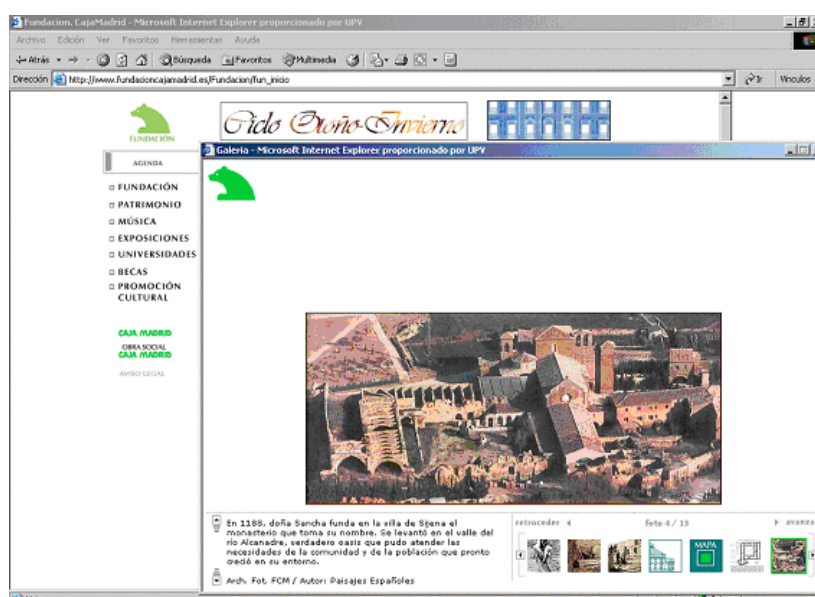 Fundacion. CajaMadrid - Microsoft Internet Explorer proporcionado por UPV
Archivo Edición Ver Favoritos Herramientas Ayuda
Atrás Búsqueda Favoritos Multimedia
Dirección http://www.fundacioncajamadrid.es/Fundacion/fun_inicio Ir Vínculos
Ciclo Otoño-Invierno
FUNDACIÓN
Galeria - Microsoft Internet Explorer proporcionado por UPV
AGENDA
FUNDACIÓN
PATRIMONIO
MÚSICA
EXPOSICIONES
UNIVERSIDADES
BECAS
PROMOCIÓN
CULTURAL
CAJA MADRID
OBRA SOCIAL
CAJA MADRID
AVISO LEGAL
En 1188, doña Sancha funda en la villa de Sijena el
monasterio que toma su nombre. Se levantó en el valle del
río Alcanadre, verdadero oasis que pudo atender las
necesidades de la comunidad y de la población que pronto
creció en su entorno.
Arch. Fot. FCM / Autor: Paisajes Españoles
retroceder foto 4 / 13 avanza
MAPA